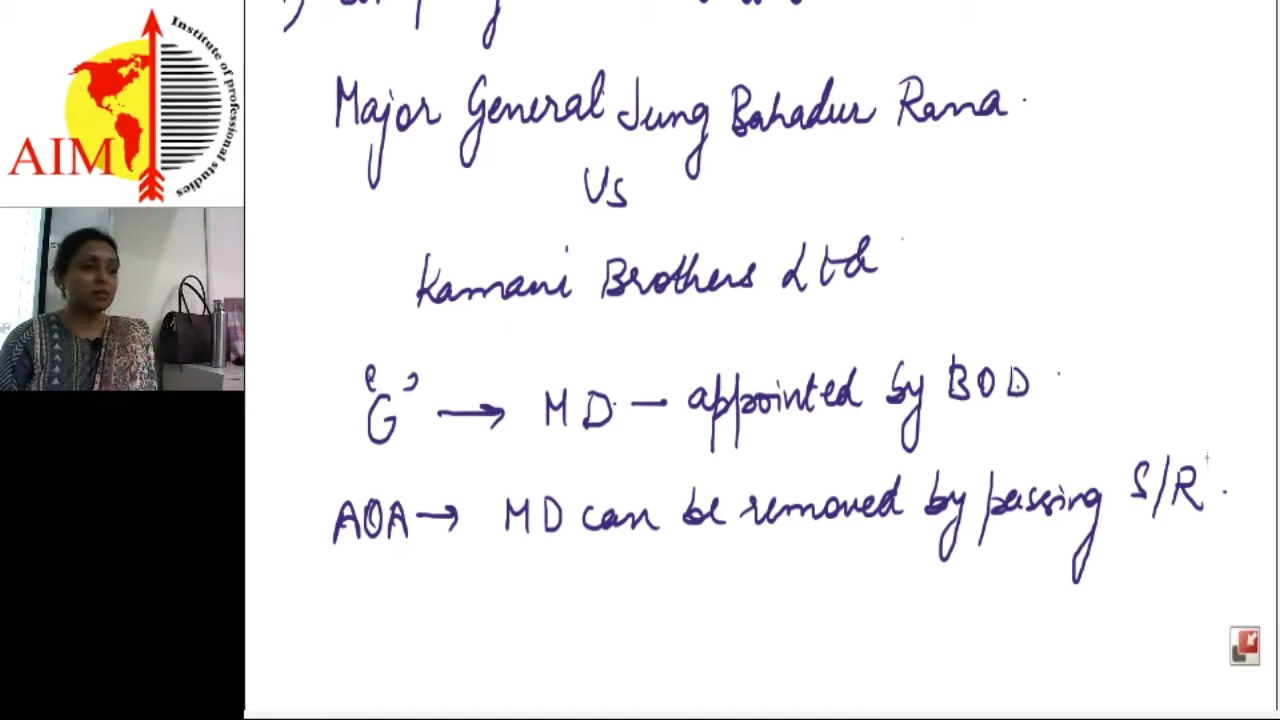 Institute of professional studies
AIM
Major General Jung Bahadur Rana.
Vs
Kamani Brothers Ltd
"G" → MD - appointed by BOD
AOA → MD can be removed by passing S/R.